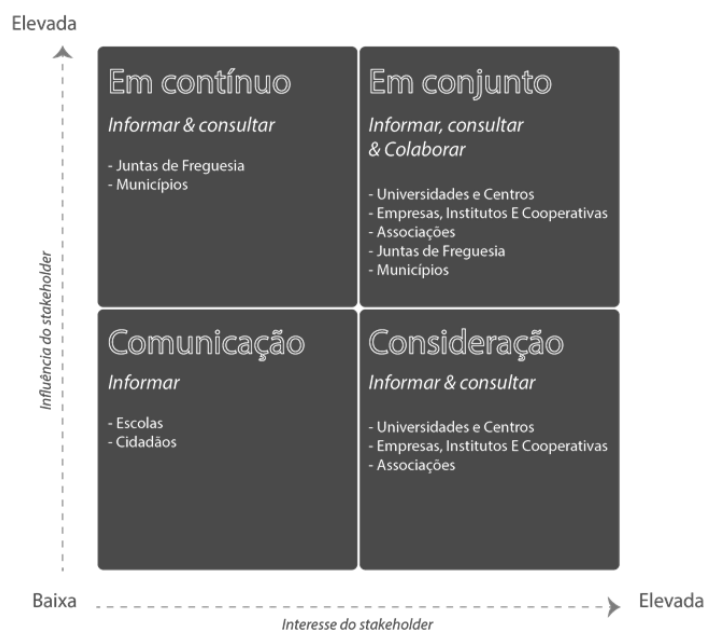 Elevada
Em contínuo
Informar & consultar
- Juntas de Freguesia
- Municípios
Em conjunto
Informar, consultar
& Colaborar
- Universidades e Centros
- Empresas, Institutos E Cooperativas
- Associações
- Juntas de Freguesia
- Municípios
Influência do stakeholder
Comunicação
Informar
- Escolas
- Cidadãos
Consideração
Informar & consultar
- Universidades e Centros
- Empresas, Institutos E Cooperativas
- Associações
Baixa
Elevada
Interesse do stakeholder